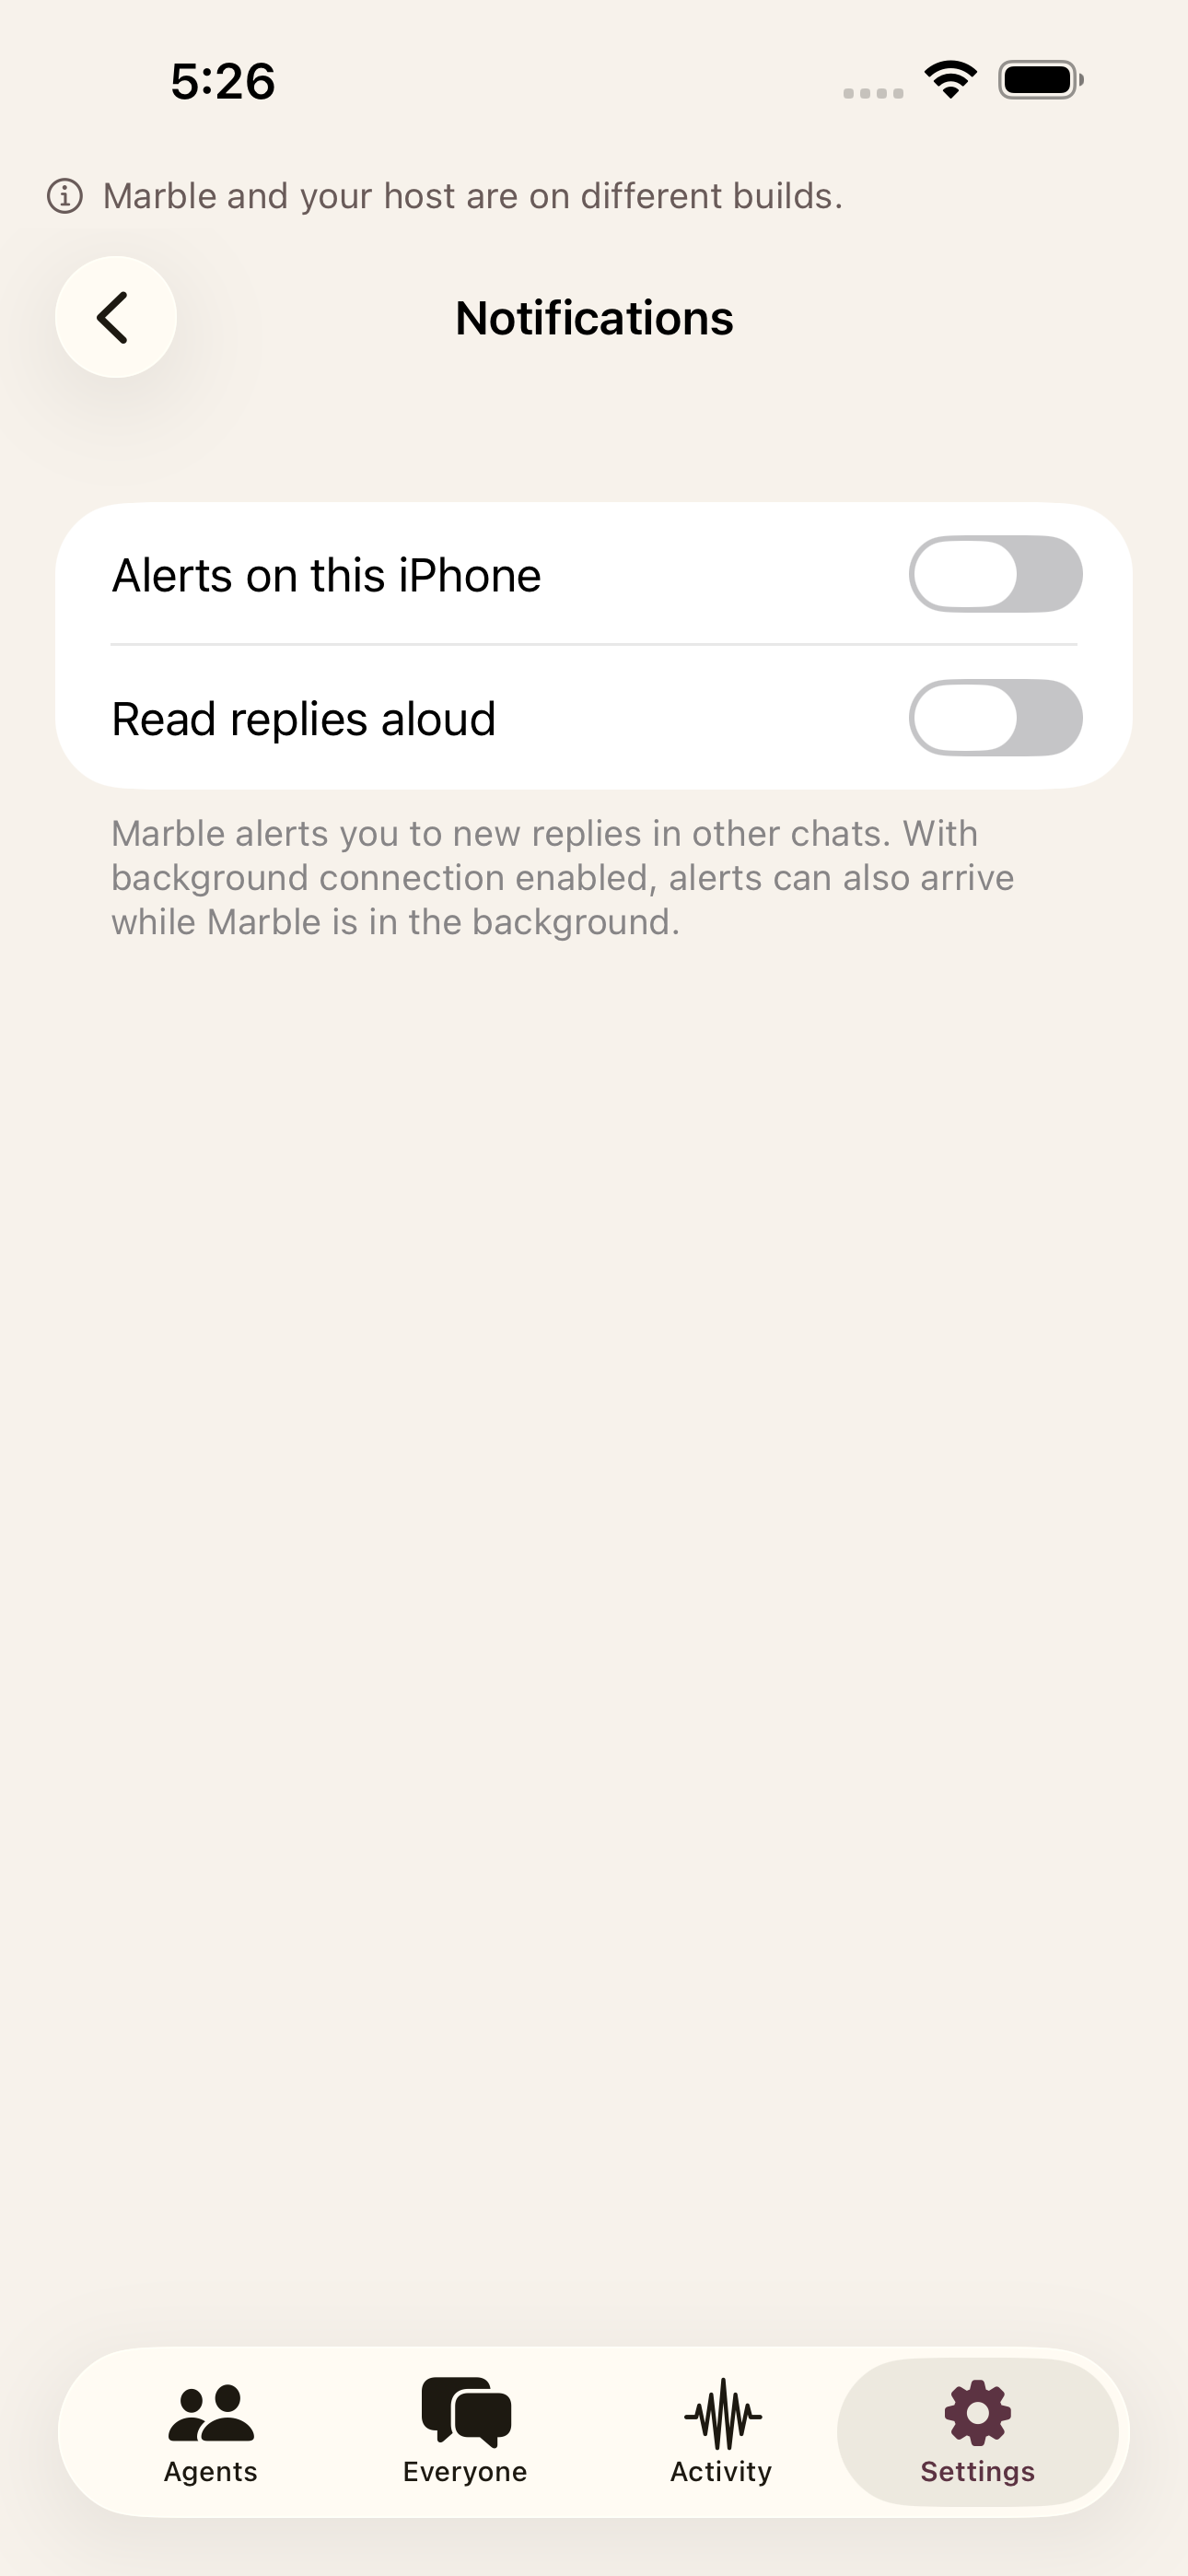 5:26
Marble and your host are on different builds.
Notifications
Alerts on this iPhone
Read replies aloud
Marble alerts you to new replies in other chats. With
background connection enabled, alerts can also arrive
while Marble is in the background.
Agents
Everyone
Activity
Settings